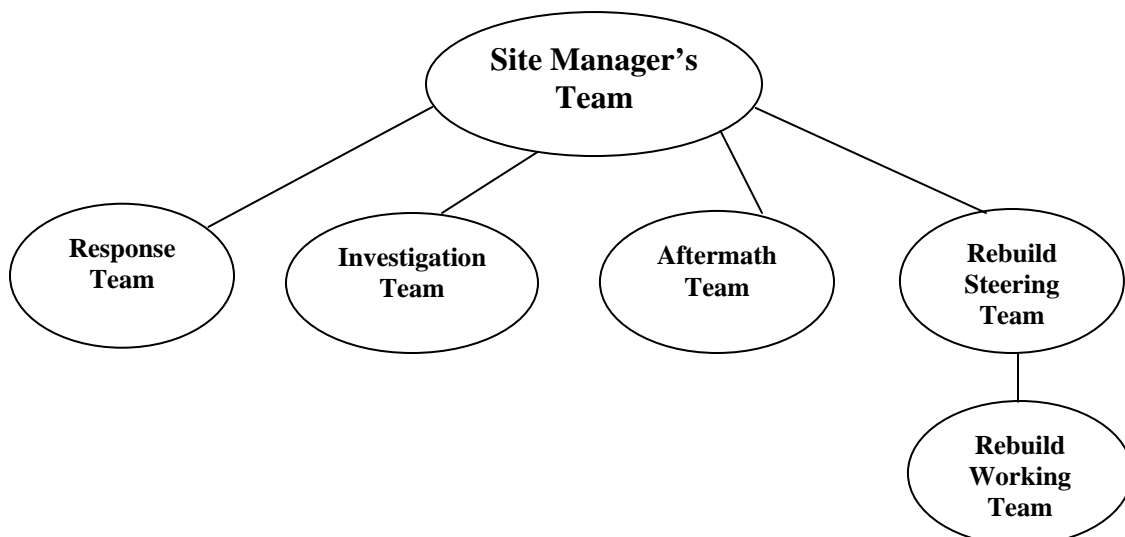 Site Manager’s
Team
Response
Team
Investigation
Team
Aftermath
Team
Rebuild
Steering
Team
Rebuild
Working
Team